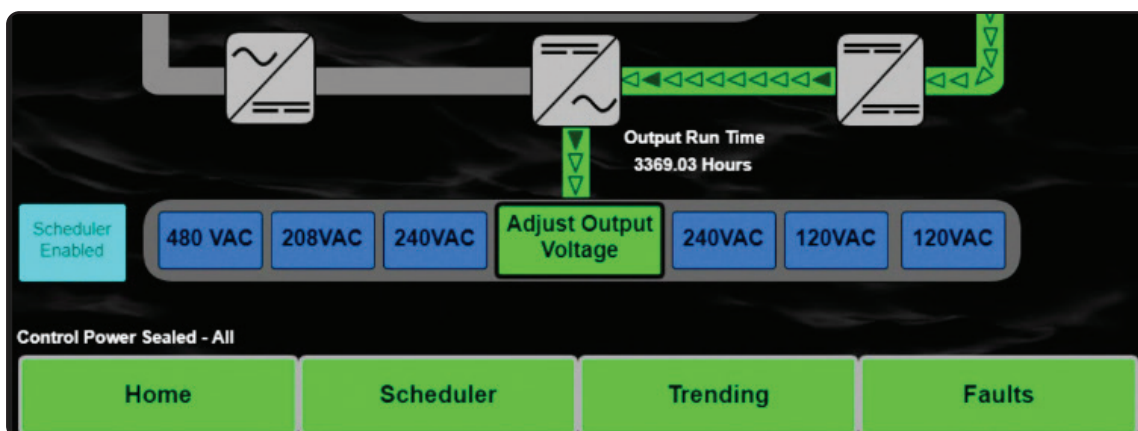 Output Run Time
3369.03 Hours
Scheduler
Enabled
480 VAC
208VAC
240VAC
Adjust Output
Voltage
240VAC
120VAC
120VAC
Control Power Sealed - All
Home
Scheduler
Trending
Faults